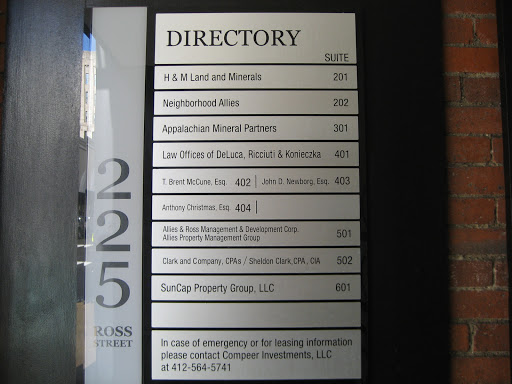 DIRECTORY
SUITE
H & M Land and Minerals 201
Neighborhood Allies 202
Appalachian Mineral Partners 301
Law Offices of DeLuca, Ricciuti & Konieczka 401
T. Brent McCune, Esq. 402 | John D. Newborg, Esq. 403
Anthony Christmas, Esq. 404 |
Allies & Ross Management & Development Corp.
Allies Property Management Group 501
Clark and Company, CPAs / Sheldon Clark, CPA, CIA 502
SunCap Property Group, LLC 601
In case of emergency or for leasing information
please contact Compeer Investments, LLC
at 412-564-5741
225
ROSS
STREET